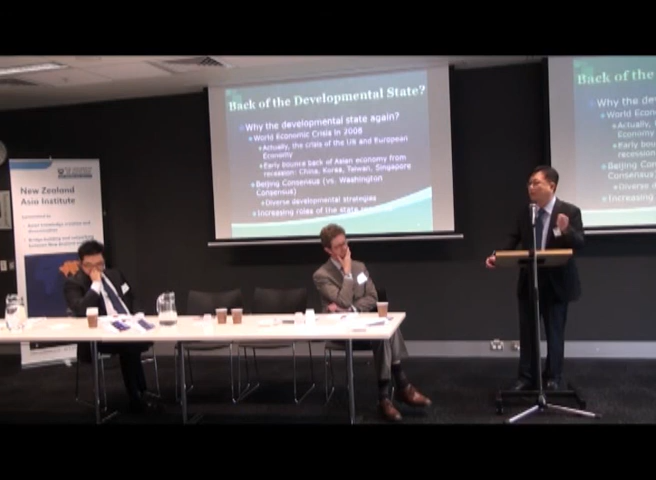 Back of the Developmental State?
Why the developmental state again?
World Economic Crisis in 2008
Actually, the crisis of the US and European
Economy
Early bounce back of Asian economy from
recession: China, Korea, Taiwan, Singapore
Beijing Consensus (vs. Washington
Consensus)
Diverse developmental strategies
Increasing roles of the state
New Zealand
Asia Institute
Back of the
Why the dev
World Econo
Actually,
Economy
Early bou
recession
Beijing Cons
Consensus)
Diverse d
Increasing